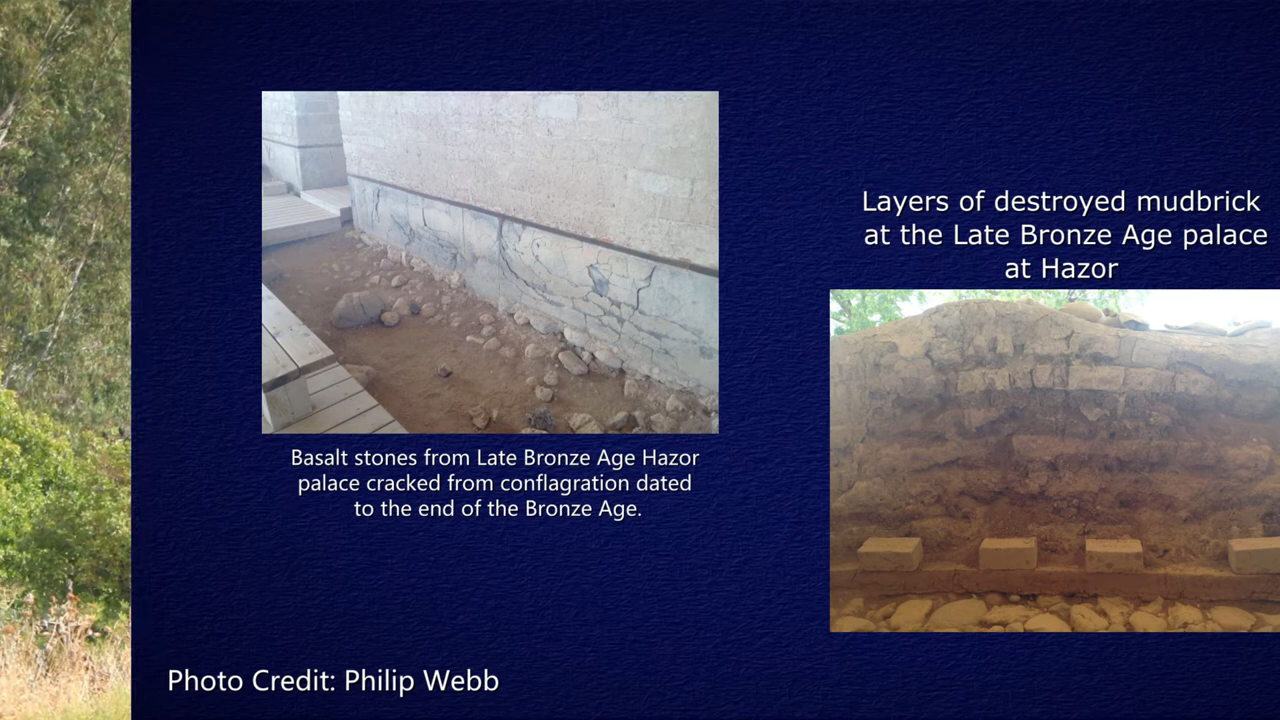 Layers of destroyed mudbrick
at the Late Bronze Age palace
at Hazor
Basalt stones from Late Bronze Age Hazor
palace cracked from conflagration dated
to the end of the Bronze Age.
Photo Credit: Philip Webb